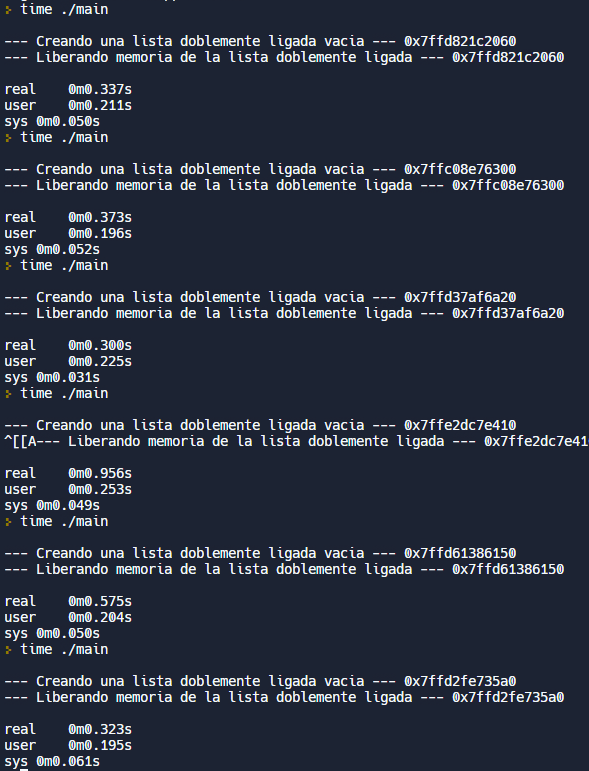 > time ./main
--- Creando una lista doblemente ligada vacia --- 0x7ffd821c2060
--- Liberando memoria de la lista doblemente ligada --- 0x7ffd821c2060
real 0m0.337s
user 0m0.211s
sys 0m0.050s
> time ./main
--- Creando una lista doblemente ligada vacia --- 0x7ffc08e76300
--- Liberando memoria de la lista doblemente ligada --- 0x7ffc08e76300
real 0m0.373s
user 0m0.196s
sys 0m0.052s
> time ./main
--- Creando una lista doblemente ligada vacia --- 0x7ffd37af6a20
--- Liberando memoria de la lista doblemente ligada --- 0x7ffd37af6a20
real 0m0.300s
user 0m0.225s
sys 0m0.031s
> time ./main
--- Creando una lista doblemente ligada vacia --- 0x7ffe2dc7e410
^[[A--- Liberando memoria de la lista doblemente ligada --- 0x7ffe2dc7e41
real 0m0.956s
user 0m0.253s
sys 0m0.049s
> time ./main
--- Creando una lista doblemente ligada vacia --- 0x7ffd61386150
--- Liberando memoria de la lista doblemente ligada --- 0x7ffd61386150
real 0m0.575s
user 0m0.204s
sys 0m0.050s
> time ./main
--- Creando una lista doblemente ligada vacia --- 0x7ffd2fe735a0
--- Liberando memoria de la lista doblemente ligada --- 0x7ffd2fe735a0
real 0m0.323s
user 0m0.195s
sys 0m0.061s